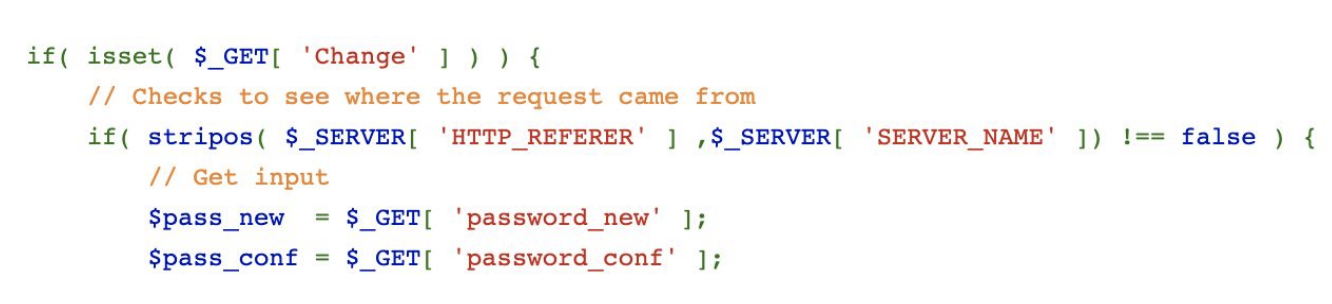 if( isset( $_GET[ 'Change' ] ) ) {
    // Checks to see where the request came from
    if( stripos( $_SERVER[ 'HTTP_REFERER' ] ,$_SERVER[ 'SERVER_NAME' ]) !== false ) {
        // Get input
        $pass_new  = $_GET[ 'password_new' ];
        $pass_conf = $_GET[ 'password_conf' ];